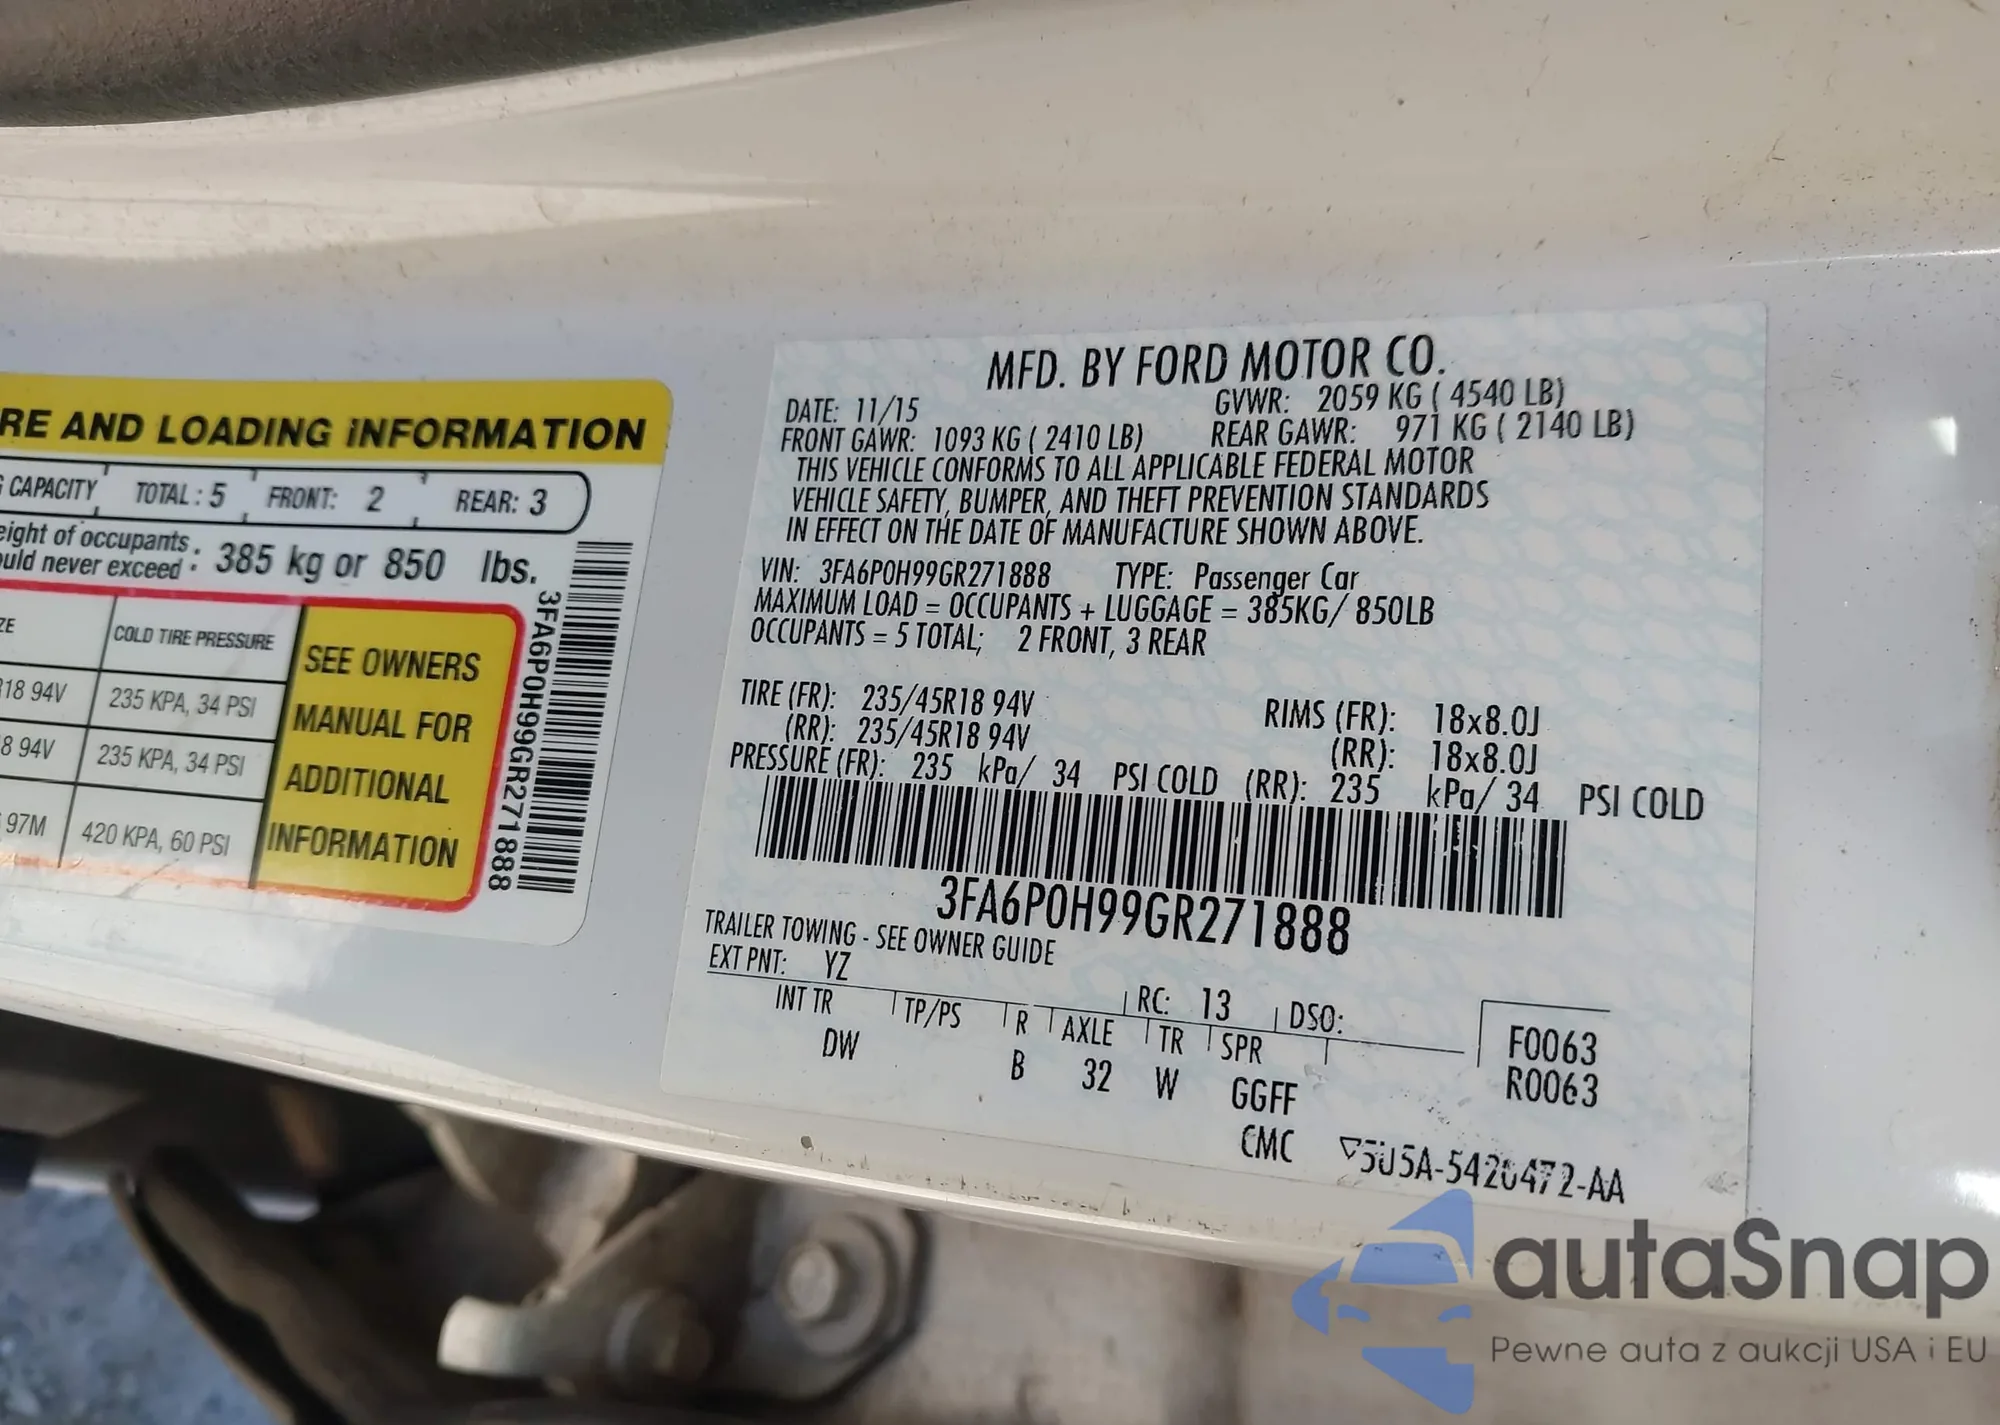 RE AND LOADING INFORMATION
CAPACITY TOTAL: 5 FRONT: 2 REAR: 3
eight of occupants
ould never exceed : 385 kg or 850 lbs.
ZE COLD TIRE PRESSURE
R18 94V 235 KPA, 34 PSI
8 94V 235 KPA, 34 PSI
97M 420 KPA, 60 PSI
SEE OWNERS
MANUAL FOR
ADDITIONAL
INFORMATION
3FA6P0H99GR271888
MFD. BY FORD MOTOR CO.
DATE: 11/15 GVWR: 2059 KG ( 4540 LB)
FRONT GAWR: 1093 KG ( 2410 LB) REAR GAWR: 971 KG ( 2140 LB)
THIS VEHICLE CONFORMS TO ALL APPLICABLE FEDERAL MOTOR
VEHICLE SAFETY, BUMPER, AND THEFT PREVENTION STANDARDS
IN EFFECT ON THE DATE OF MANUFACTURE SHOWN ABOVE.
VIN: 3FA6P0H99GR271888 TYPE: Passenger Car
MAXIMUM LOAD = OCCUPANTS + LUGGAGE = 385KG/ 850LB
OCCUPANTS = 5 TOTAL; 2 FRONT, 3 REAR
TIRE (FR): 235/45R18 94V RIMS (FR): 18x8.0J
(RR): 235/45R18 94V (RR): 18x8.0J
PRESSURE (FR): 235 kPa/ 34 PSI COLD (RR): 235 kPa/ 34 PSI COLD
3FA6P0H99GR271888
TRAILER TOWING - SEE OWNER GUIDE
EXT PNT: YZ RC: 13 DSO:
INT TR TP/PS R AXLE TR SPR
DW B 32 W GGFF
CMC
F0063
R0063
5U5A-5420472-AA
autaSnap
Pewne auta z aukcji USA i EU